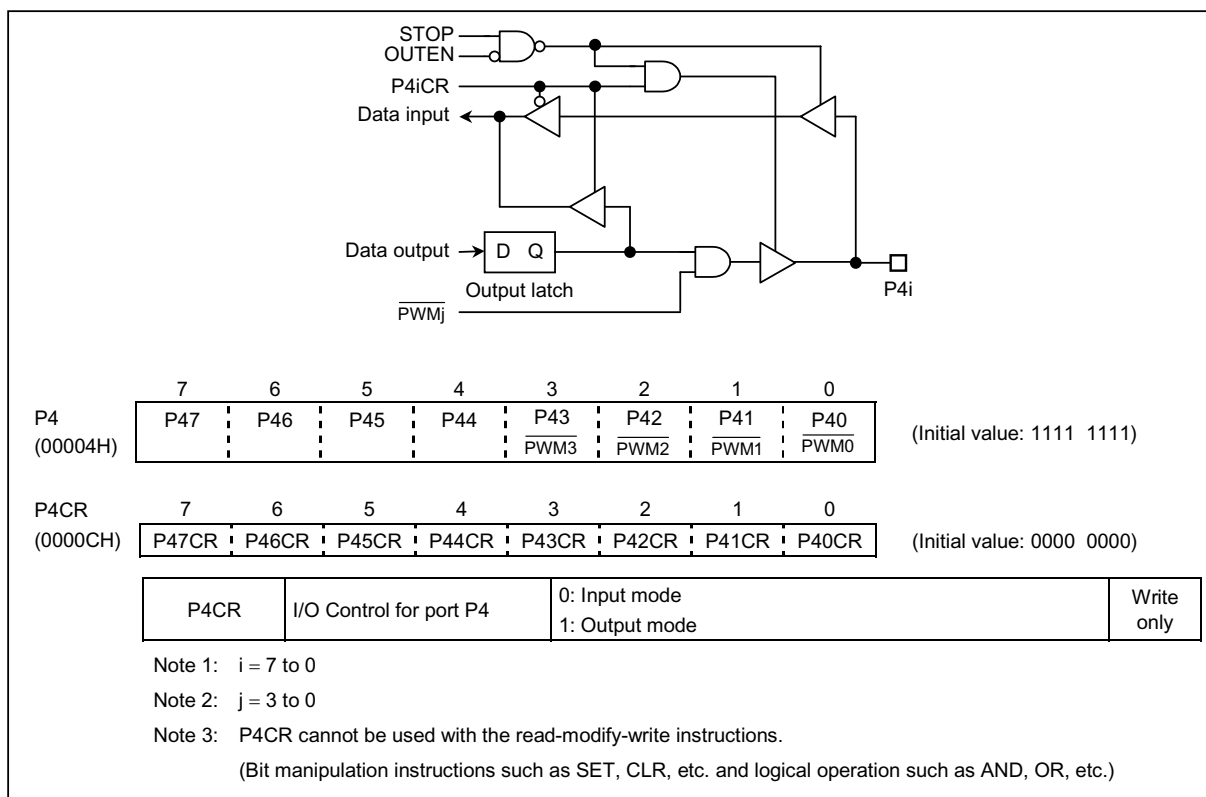 STOP
OUTEN
P4iCR
Data input
Data output
D Q
Output latch
PWMj
P4i
7 6 5 4 3 2 1 0
P4 P47 P46 P45 P44 P43 P42 P41 P40
(00004H) PWM3 PWM2 PWM1 PWM0 (Initial value: 1111 1111)
P4CR 7 6 5 4 3 2 1 0
(0000CH) P47CR P46CR P45CR P44CR P43CR P42CR P41CR P40CR (Initial value: 0000 0000)
P4CR I/O Control for port P4 0: Input mode Write
1: Output mode only
Note 1: i = 7 to 0
Note 2: j = 3 to 0
Note 3: P4CR cannot be used with the read-modify-write instructions.
(Bit manipulation instructions such as SET, CLR, etc. and logical operation such as AND, OR, etc.)